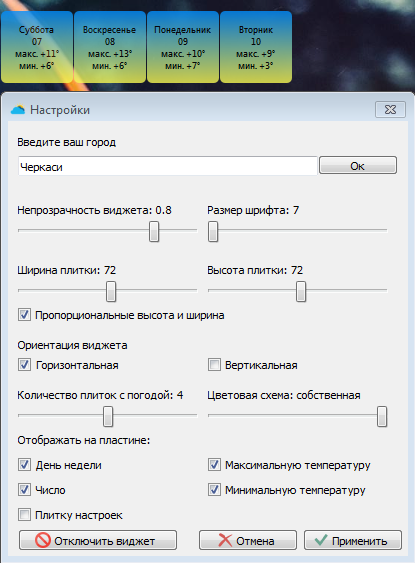 Суббота Воскресенье Понедельник Вторник
07 08 09 10
макс. +11° макс. +13° макс. +10° макс. +9°
мин. +6° мин. +6° мин. +7° мин. +3°
Настройки
Введите ваш город
Черкаси Ок
Непрозрачность виджета: 0.8 Размер шрифта: 7
Ширина плитки: 72 Высота плитки: 72
Пропорциональные высота и ширина
Ориентация виджета
Горизонтальная Вертикальная
Количество плиток с погодой: 4 Цветовая схема: собственная
Отображать на пластине:
День недели Максимальную температуру
Число Минимальную температуру
Плитку настроек
Отключить виджет Отмена Применить